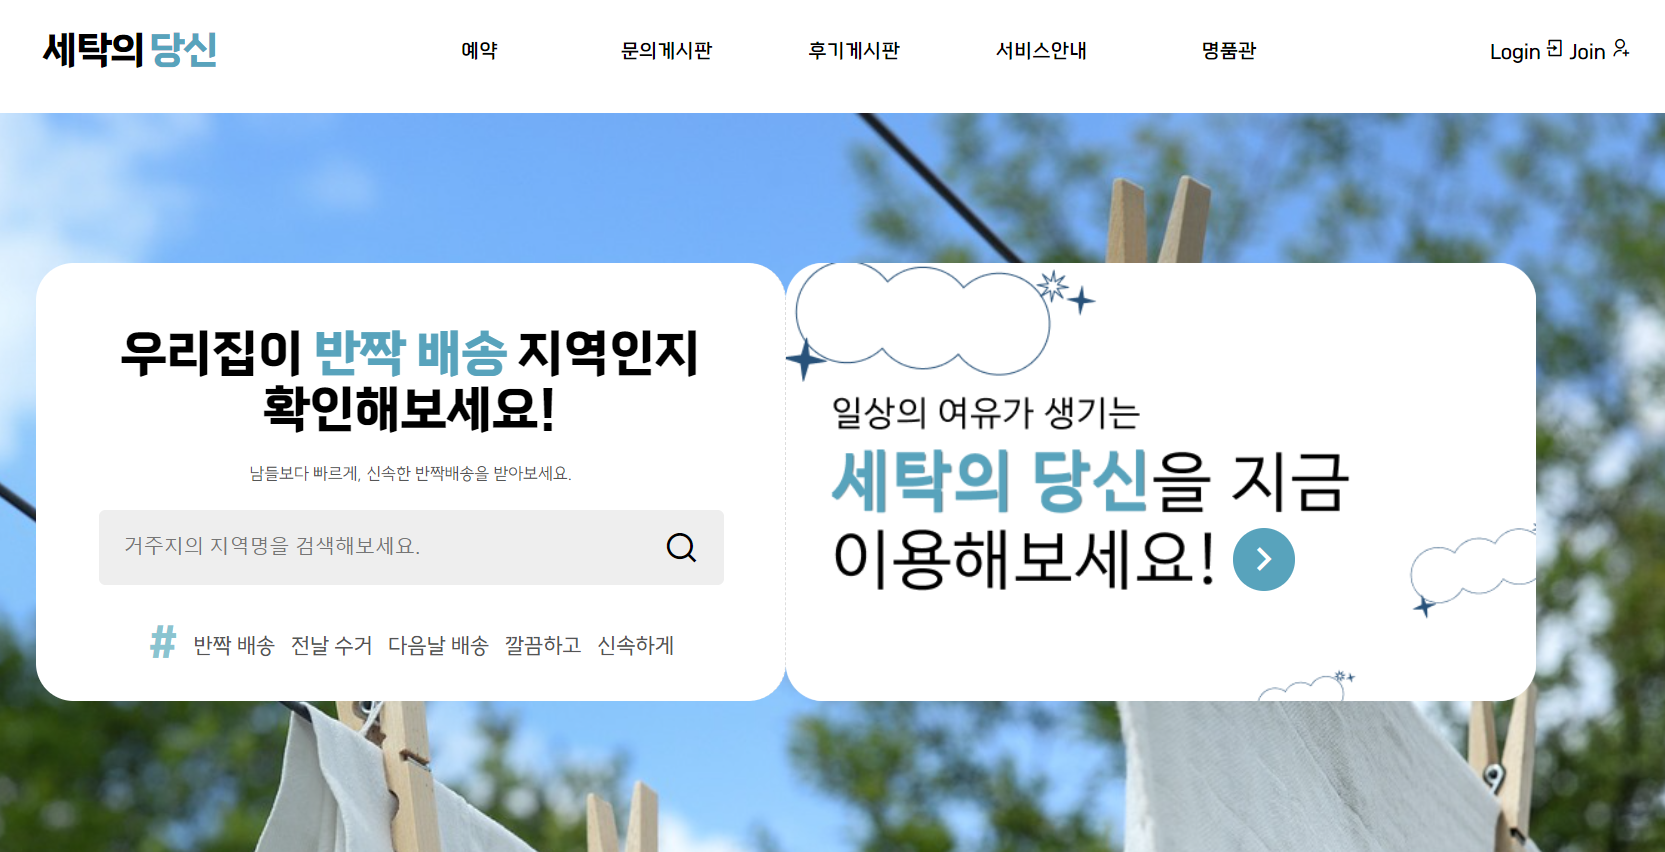 세탁의 당신
예약
문의게시판
후기게시판
서비스안내
명품관
Login Join
우리집이 반짝 배송 지역인지
확인해보세요!
남들보다 빠르게, 신속한 반짝배송을 받아보세요.
거주지의 지역명을 검색해보세요.
# 반짝 배송 전날 수거 다음날 배송 깔끔하고 신속하게
일상의 여유가 생기는
세탁의 당신을 지금
이용해보세요!